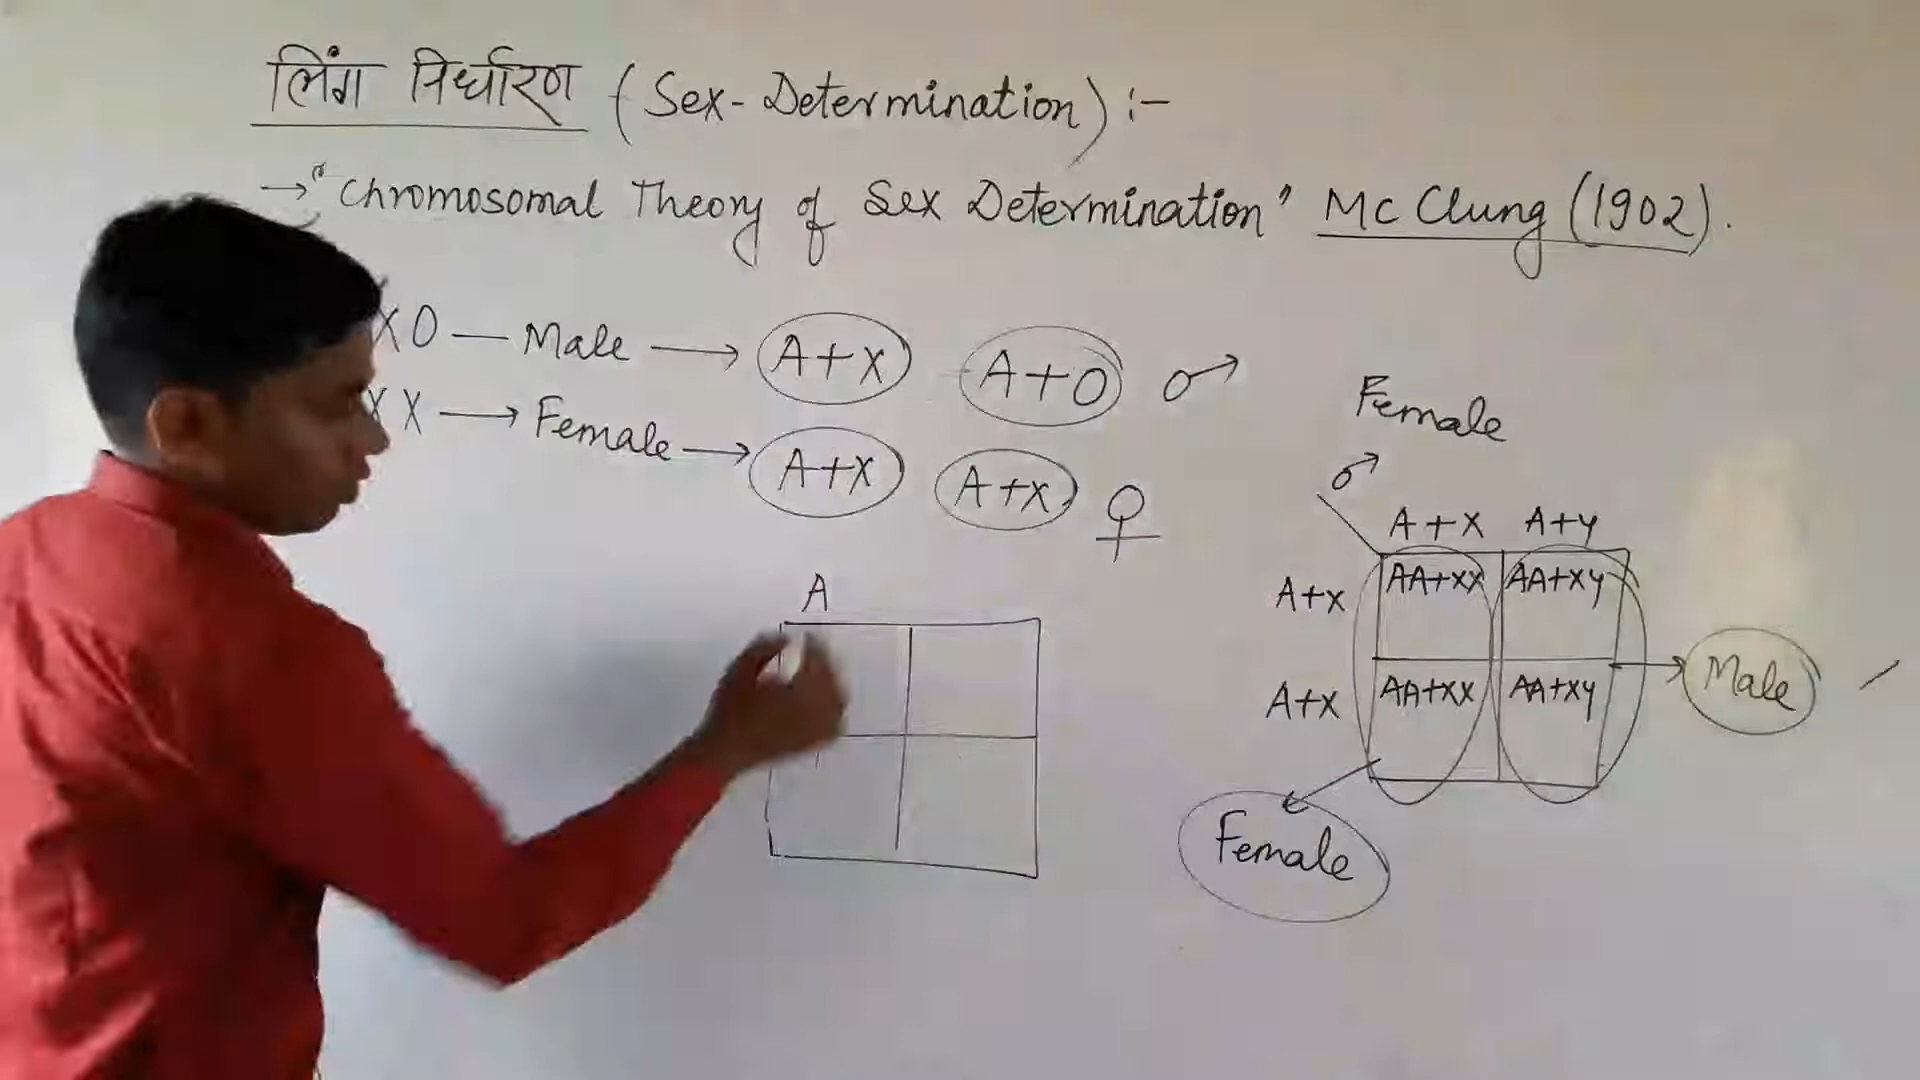 लिंग निर्धारण (Sex-Determination) :-
→ "Chromosomal Theory of Sex Determination" Mc Clung (1902).
XO — Male → A+X A+O ♂
XX → Female → A+X A+X ♀
Female
♂
A+X A+y
A+x AA+XX AA+Xy
A+x AA+XX AA+Xy
→ Male
Female
A